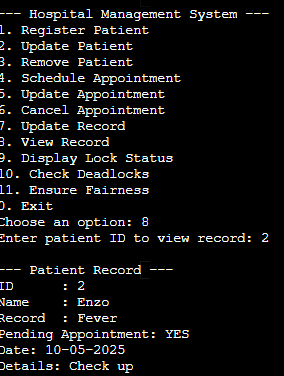 --- Hospital Management System ---
1. Register Patient
2. Update Patient
3. Remove Patient
4. Schedule Appointment
5. Update Appointment
6. Cancel Appointment
7. Update Record
8. View Record
9. Display Lock Status
10. Check Deadlocks
11. Ensure Fairness
0. Exit
Choose an option: 8
Enter patient ID to view record: 2
--- Patient Record ---
ID      : 2
Name    : Enzo
Record  : Fever
Pending Appointment: YES
Date: 10-05-2025
Details: Check up